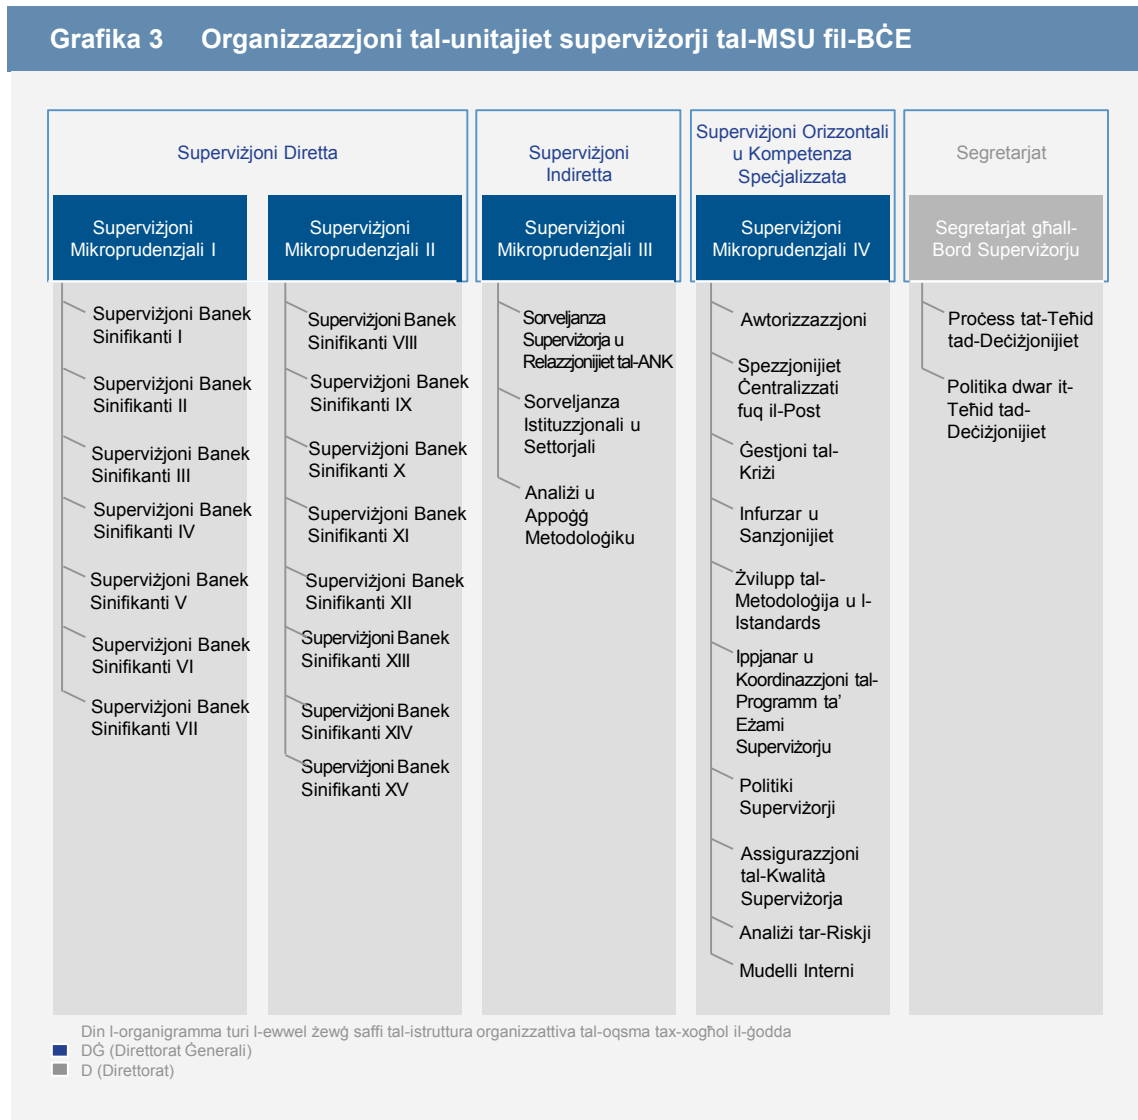 Grafika 3 Organizzazzjoni tal-unitajiet superviżorji tal-MSU fil-BĊE
Superviżjoni Diretta
Superviżjoni
Mikroprudenzjali I
Superviżjoni Banek
Sinifikanti I
Superviżjoni Banek
Sinifikanti II
Superviżjoni Banek
Sinifikanti III
Superviżjoni Banek
Sinifikanti IV
Superviżjoni Banek
Sinifikanti V
Superviżjoni Banek
Sinifikanti VI
Superviżjoni Banek
Sinifikanti VII
Superviżjoni
Mikroprudenzjali II
Superviżjoni Banek
Sinifikanti VIII
Superviżjoni Banek
Sinifikanti IX
Superviżjoni Banek
Sinifikanti X
Superviżjoni Banek
Sinifikanti XI
Superviżjoni Banek
Sinifikanti XII
Superviżjoni Banek
Sinifikanti XIII
Superviżjoni Banek
Sinifikanti XIV
Superviżjoni Banek
Sinifikanti XV
Superviżjoni
Indiretta
Superviżjoni
Mikroprudenzjali III
Sorveljanza
Superviżorja u
Relazzjonijiet tal-ANK
Sorveljanza
Istituzzjonali u
Settorjali
Analiżi u
Appoġġ
Metodoloġiku
Superviżjoni Orizzontali
u Kompetenza
Speċjalizzata
Superviżjoni
Mikroprudenzjali IV
Awtorizzazzjoni
Spezzjonijiet
Ċentralizzati
fuq il-Post
Ġestjoni tal-
Kriżi
Infurzar u
Sanzjonijiet
Żvilupp tal-
Metodoloġija u l-
Istandards
Ippjanar u
Koordinazzjoni tal-
Programm ta’
Eżami
Superviżorju
Politiki
Superviżorji
Assigurazzjoni
tal-Kwalità
Superviżorja
Analiżi tar-Riskji
Mudelli Interni
Segretarjat
Segretarjat għall-
Bord Superviżorju
Proċess tat-Teħid
tad-Deċiżjonijiet
Politika dwar it-
Teħid tad-
Deċiżjonijiet
Din l-organigramma turi l-ewwel żewġ saffi tal-istruttura organizzattiva tal-oqsma tax-xogħol il-ġodda
DĠ (Direttorat Ġenerali)
D (Direttorat)